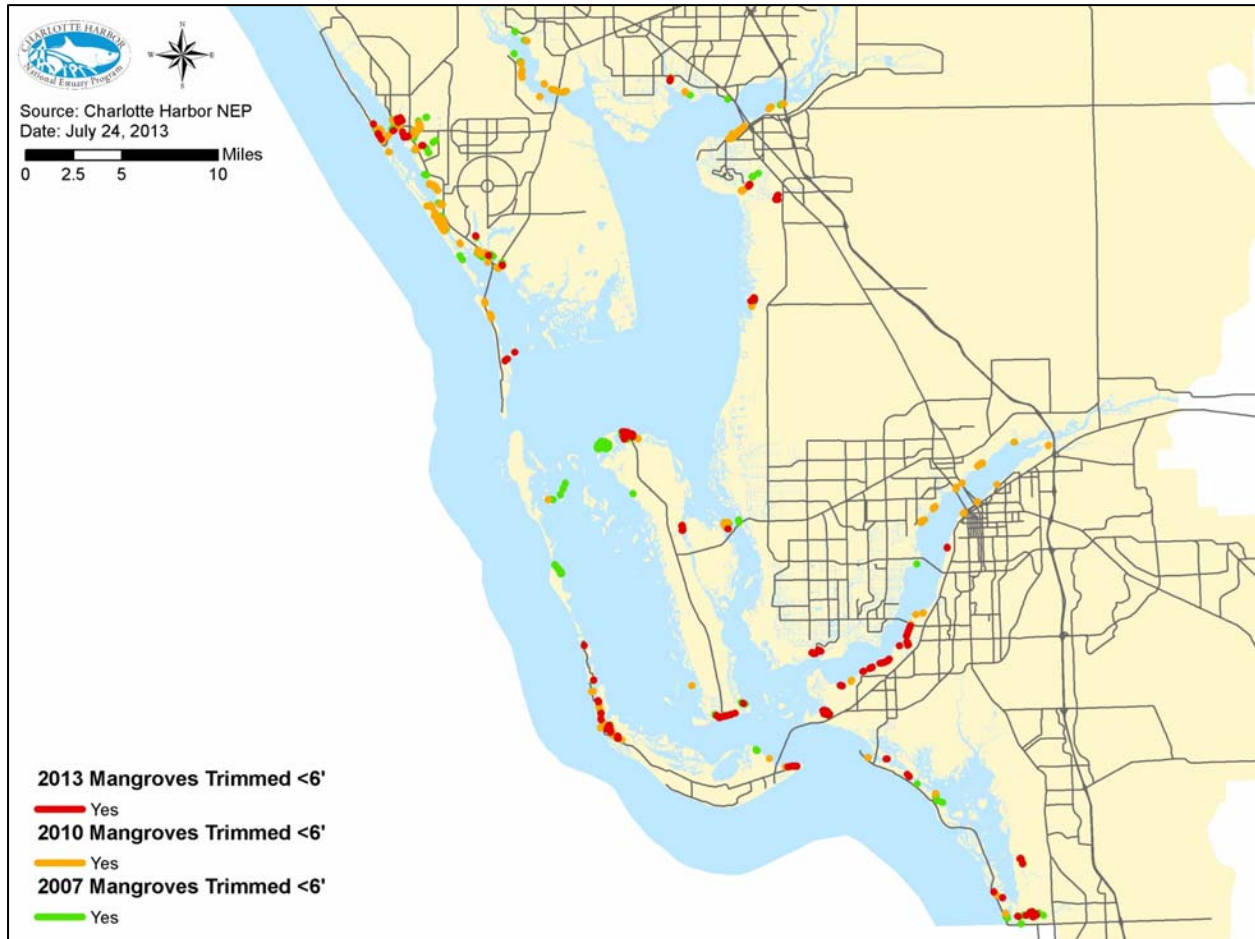 CHARLOTTE HARBOR
National Estuary Program
N
W
E
S
Source: Charlotte Harbor NEP
Date: July 24, 2013
Miles
0 2.5 5 10
2013 Mangroves Trimmed <6'
Yes
2010 Mangroves Trimmed <6'
Yes
2007 Mangroves Trimmed <6'
Yes